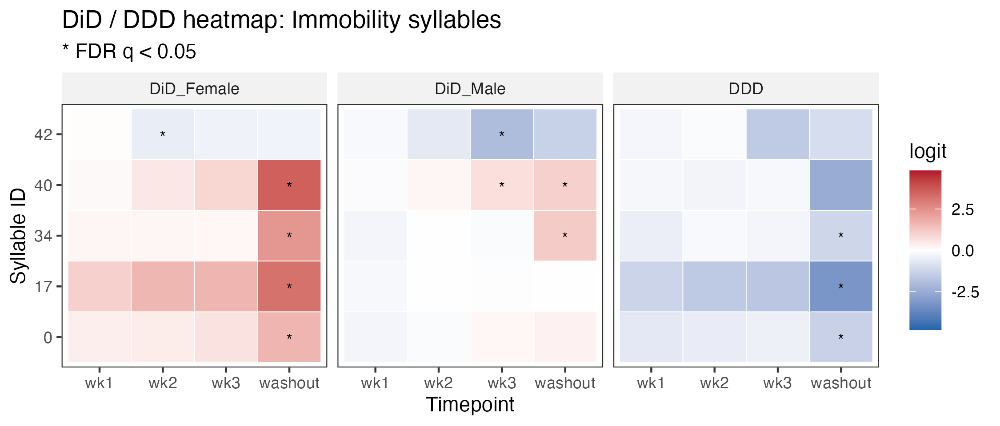 DiD / DDD heatmap: Immobility syllables
* FDR q < 0.05
DiD_Female
DiD_Male
DDD
Syllable ID
42
*
*
40
*
*
*
34
*
*
*
17
*
*
0
*
*
wk1 wk2 wk3 washout
wk1 wk2 wk3 washout
wk1 wk2 wk3 washout
Timepoint
logit
2.5
0.0
-2.5